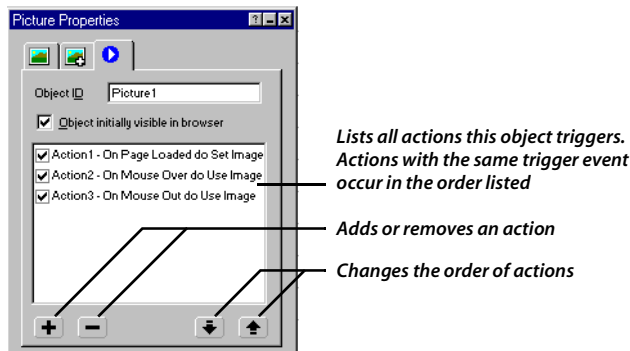 Picture Properties
Object ID Picture1
Object initially visible in browser
Action1 - On Page Loaded do Set Image
Action2 - On Mouse Over do Use Image
Action3 - On Mouse Out do Use Image
Lists all actions this object triggers.
Actions with the same trigger event
occur in the order listed
Adds or removes an action
Changes the order of actions